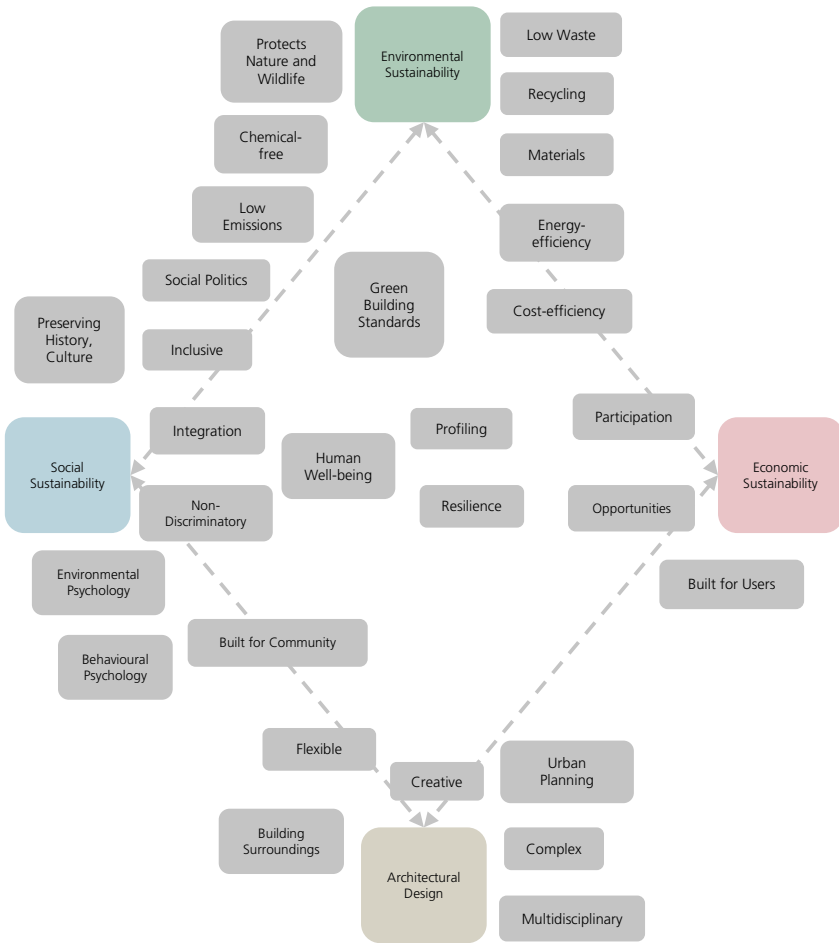 Protects
Nature and
Wildlife
Environmental
Sustainability
Low Waste
Recycling
Chemical-
free
Materials
Low
Emissions
Energy-
efficiency
Social Politics
Green
Building
Standards
Cost-efficiency
Preserving
History,
Culture
Inclusive
Integration
Profiling
Participation
Human
Well-being
Social
Sustainability
Economic
Sustainability
Non-
Discriminatory
Resilience
Opportunities
Environmental
Psychology
Built for Users
Built for Community
Behavioural
Psychology
Flexible
Creative
Urban
Planning
Building
Surroundings
Complex
Architectural
Design
Multidisciplinary